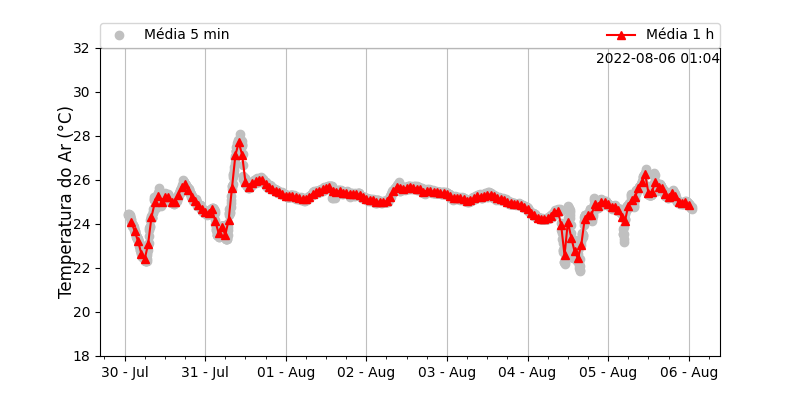 Média 5 min
Média 1 h
2022-08-06 01:04
Temperatura do Ar (°C)
32
30
28
26
24
22
20
18
30 - Jul
31 - Jul
01 - Aug
02 - Aug
03 - Aug
04 - Aug
05 - Aug
06 - Aug